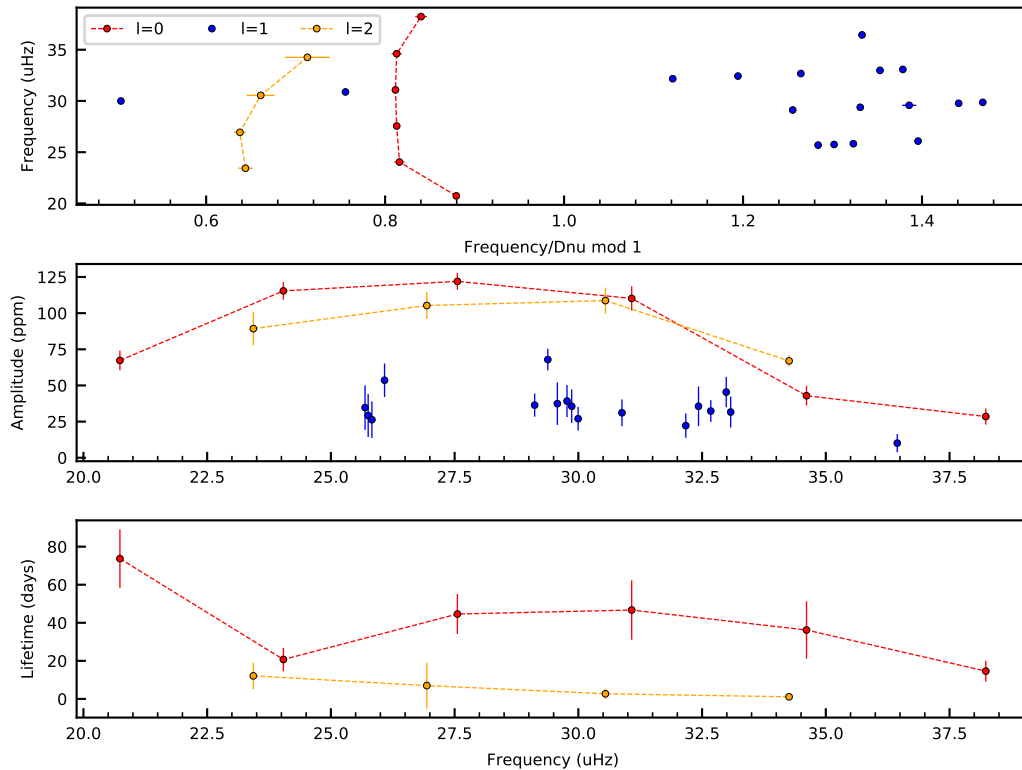 l=0 l=1 l=2
35
30
25
20
Frequency (uHz)
0.6 0.8 1.0 1.2 1.4
Frequency/Dnu mod 1
125
100
75
50
25
0
Amplitude (ppm)
20.0 22.5 25.0 27.5 30.0 32.5 35.0 37.5
80
60
40
20
0
Lifetime (days)
20.0 22.5 25.0 27.5 30.0 32.5 35.0 37.5
Frequency (uHz)